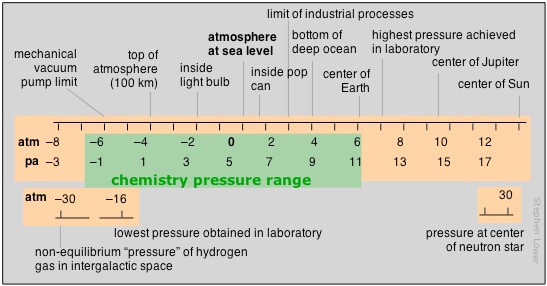 limit of industrial processes
atmosphere
at sea level
bottom of
deep ocean
highest pressure achieved
in laboratory
mechanical
vacuum
pump limit
top of
atmosphere
(100 km)
inside
light bulb
inside pop
can
center of
Earth
center of Jupiter
center of Sun
atm –8 –6 –4 –2 0 2 4 6 8 10 12
pa –3 –1 1 3 5 7 9 11 13 15 17
chemistry pressure range
atm –30 –16
30
lowest pressure obtained in laboratory
non-equilibrium “pressure” of hydrogen
gas in intergalactic space
pressure at center
of neutron star
Stephen Lower